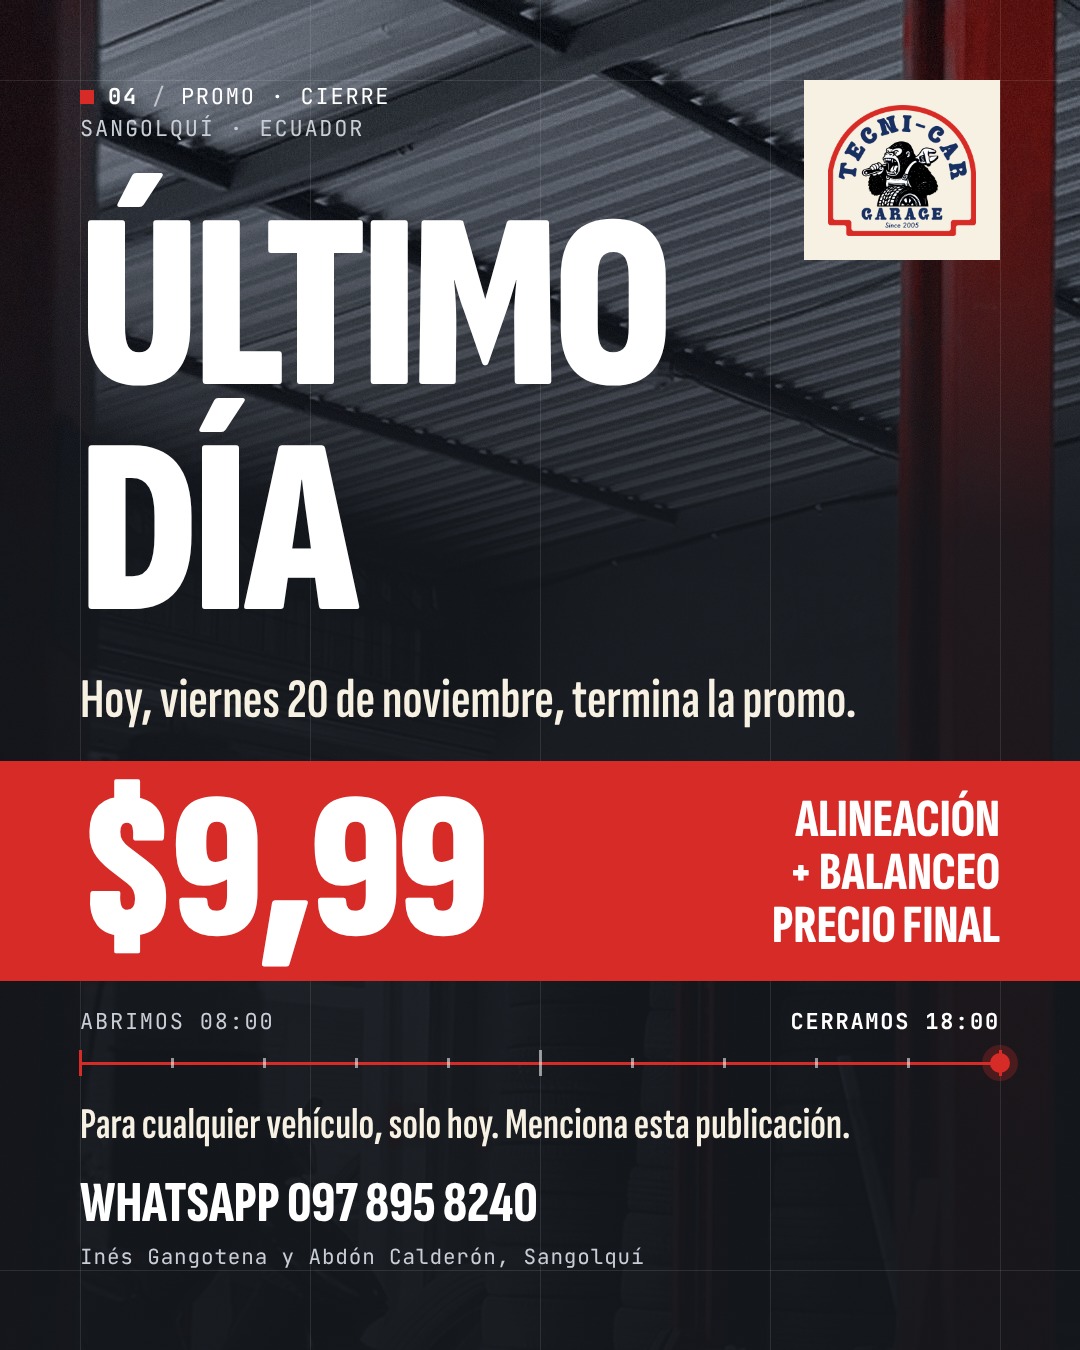 04 / PROMO · CIERRE
SANGOLQUÍ · ECUADOR
TECNI-CAR
GARAGE
Since 2005
ÚLTIMO
DÍA
Hoy, viernes 20 de noviembre, termina la promo.
$9,99
ALINEACIÓN
+ BALANCEO
PRECIO FINAL
ABRIMOS 08:00
CERRAMOS 18:00
Para cualquier vehículo, solo hoy. Menciona esta publicación.
WHATSAPP 097 895 8240
Inés Gangotena y Abdón Calderón, Sangolquí